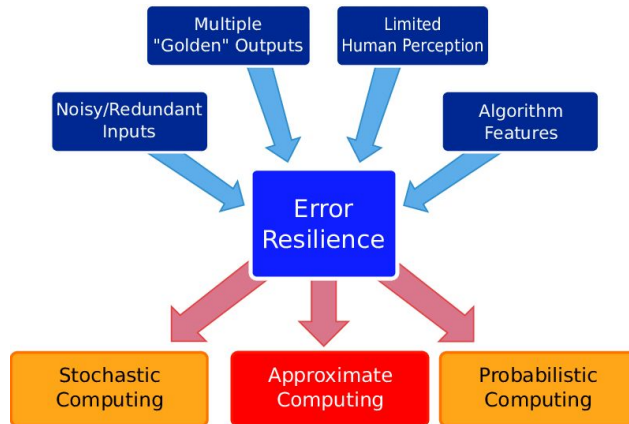 Multiple
"Golden" Outputs
Limited
Human Perception
Noisy/Redundant
Inputs
Algorithm
Features
Error
Resilience
Stochastic
Computing
Approximate
Computing
Probabilistic
Computing